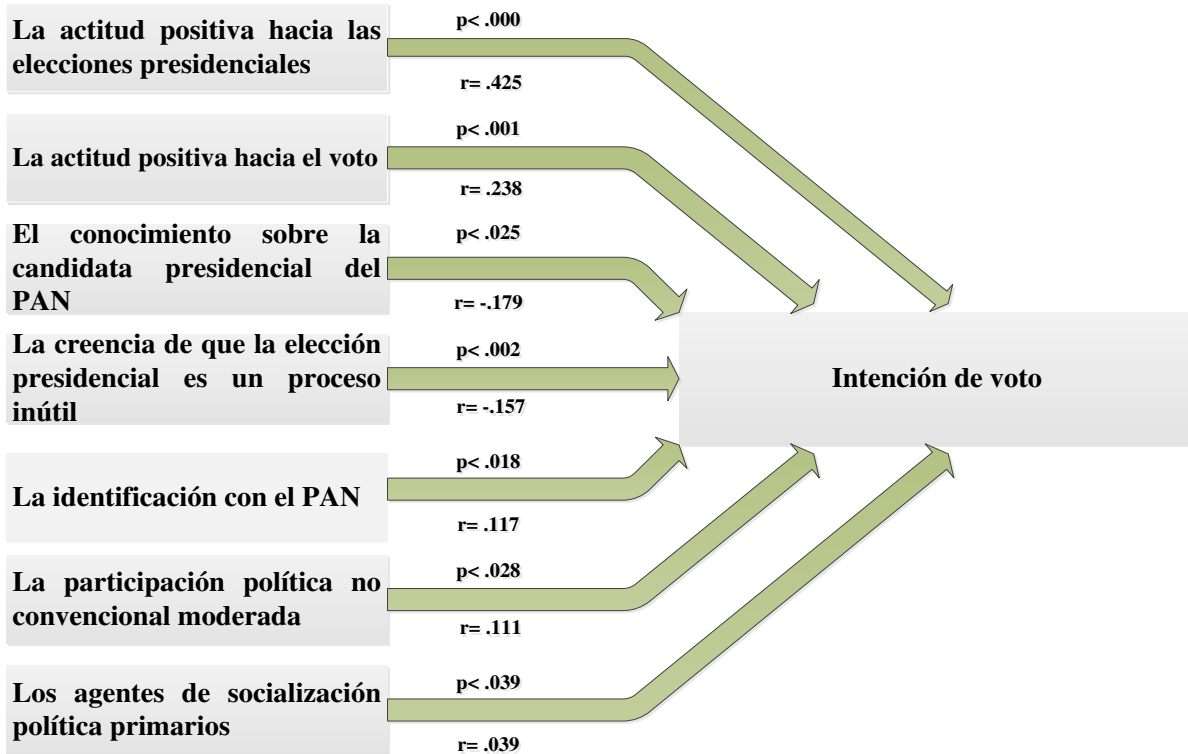 La actitud positiva hacia las
elecciones presidenciales
p< .000
r= .425
La actitud positiva hacia el voto
p< .001
r= .238
El conocimiento sobre la
candidata presidencial del
PAN
p< .025
r= -.179
La creencia de que la elección
presidencial es un proceso
inútil
p< .002
r= -.157
Intención de voto
La identificación con el PAN
p< .018
r= .117
La participación política no
convencional moderada
p< .028
r= .111
Los agentes de socialización
política primarios
p< .039
r= .039